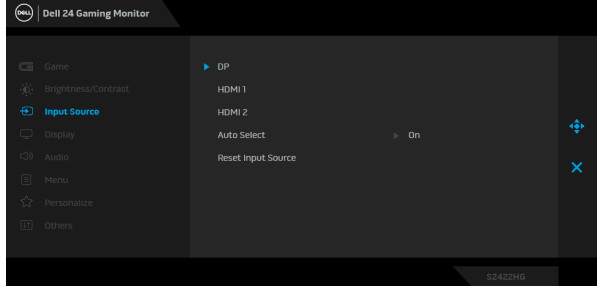 DELL Dell 24 Gaming Monitor
Game
Brightness/Contrast
Input Source
Display
Audio
Menu
Personalize
Others
DP
HDMI 1
HDMI 2
Auto Select On
Reset Input Source
S2422HG